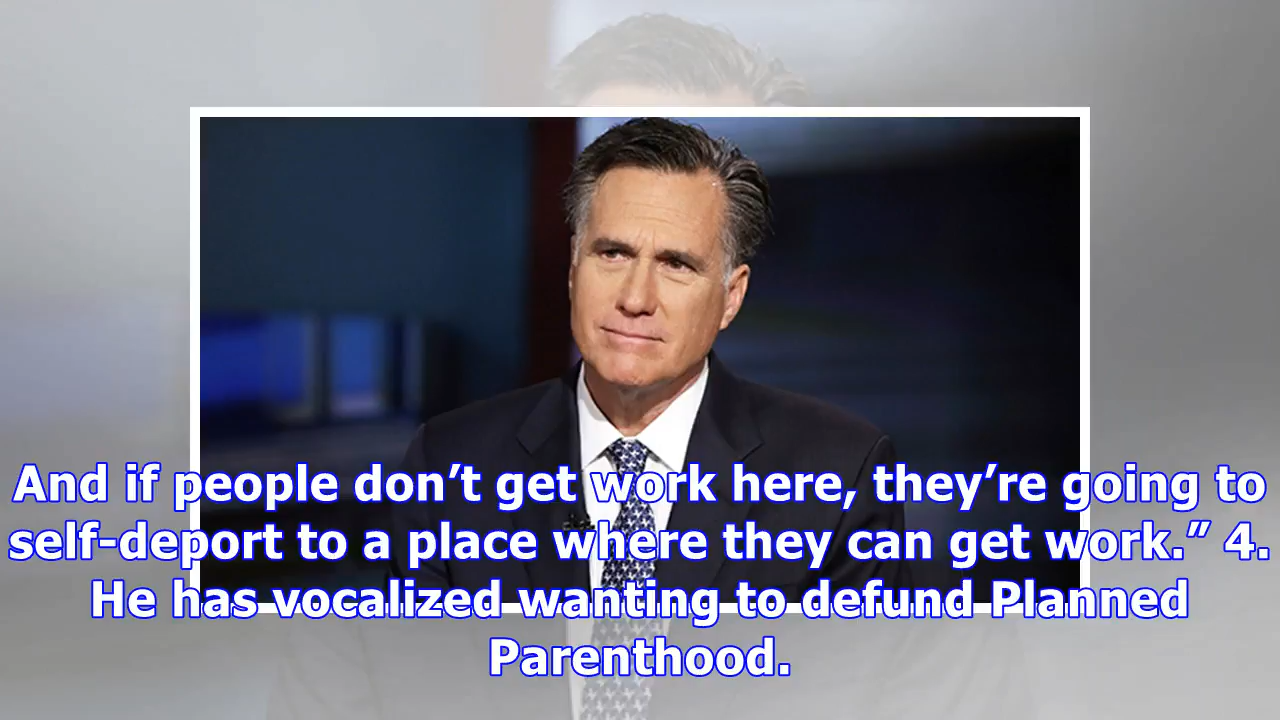 And if people don’t get work here, they’re going to
self-deport to a place where they can get work.” 4.
He has vocalized wanting to defund Planned
Parenthood.